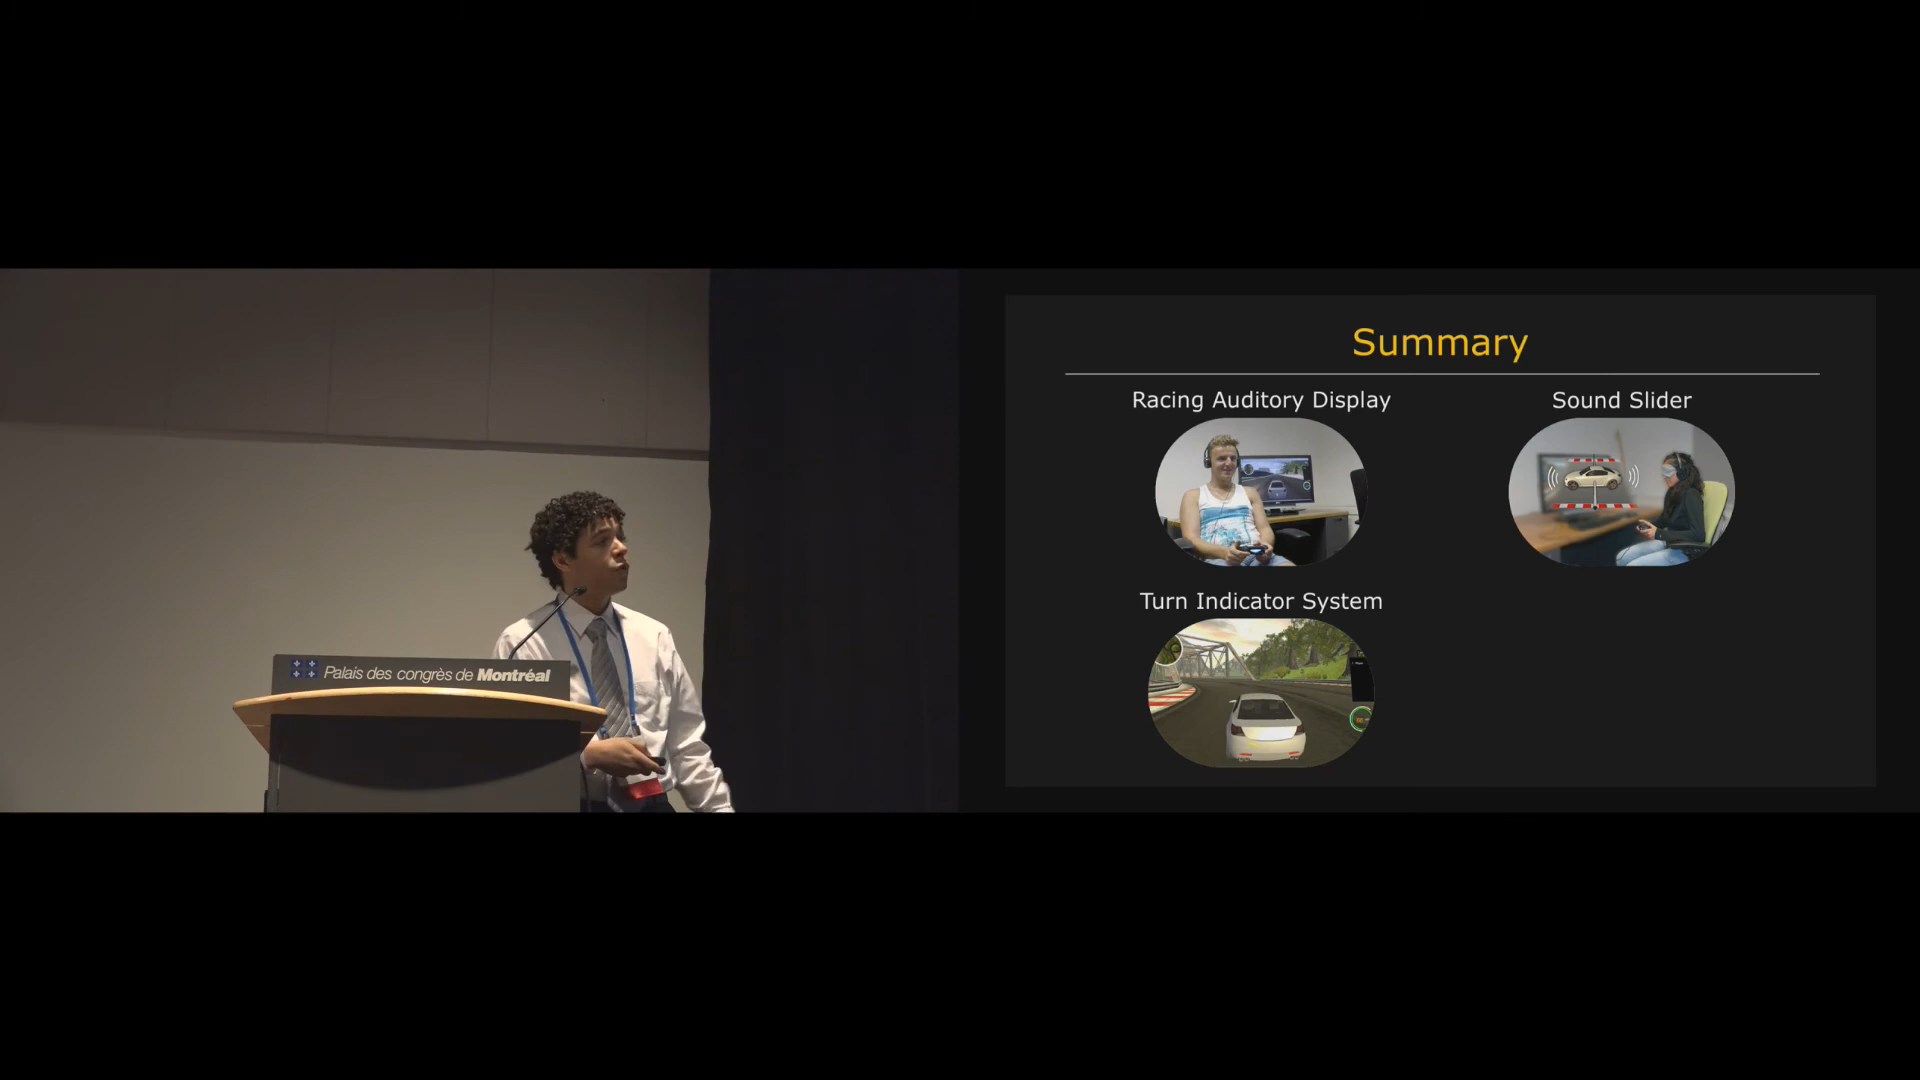 Palais des congrès de Montréal
Summary
Racing Auditory Display
Sound Slider
Turn Indicator System